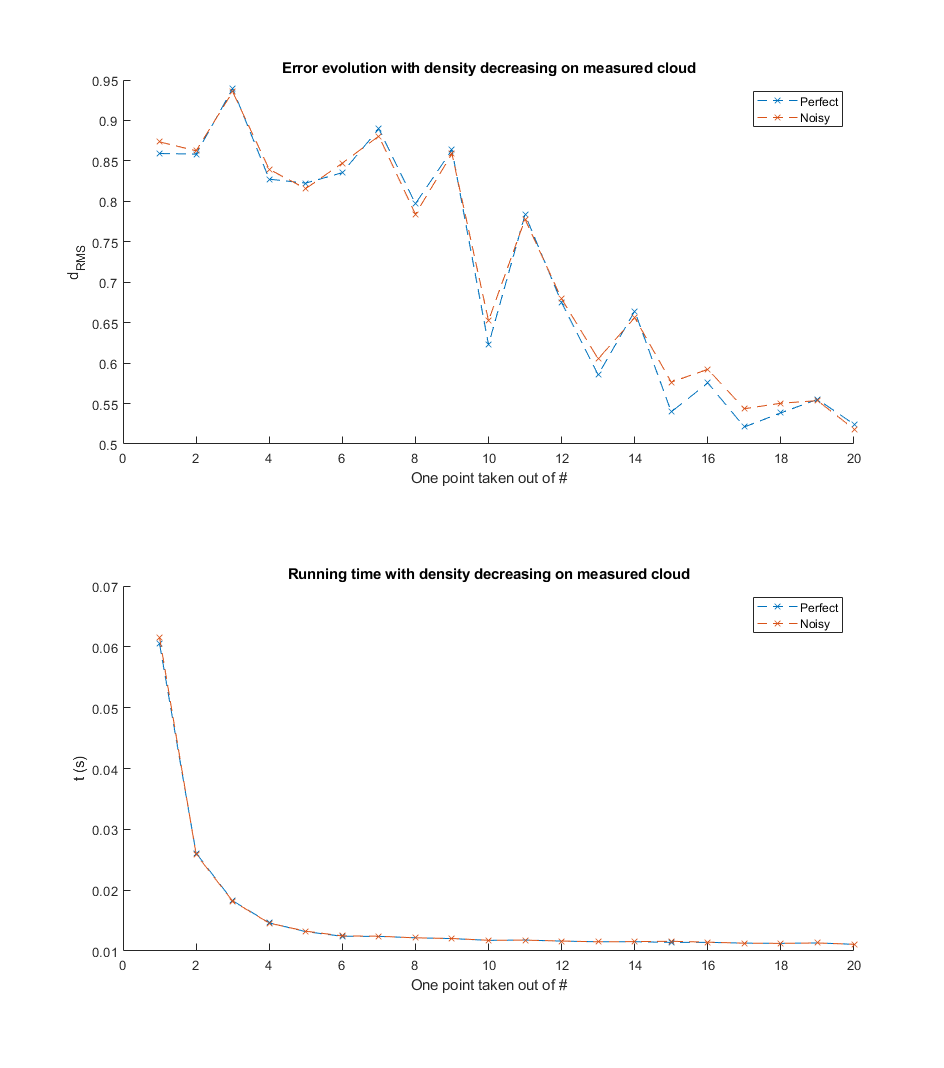 Error evolution with density decreasing on measured cloud
0.95
0.9
0.85
0.8
0.75
0.7
0.65
0.6
0.55
0.5
d_RMS
Perfect
Noisy
0 2 4 6 8 10 12 14 16 18 20
One point taken out of #
Running time with density decreasing on measured cloud
0.07
0.06
0.05
0.04
0.03
0.02
0.01
t (s)
Perfect
Noisy
0 2 4 6 8 10 12 14 16 18 20
One point taken out of #